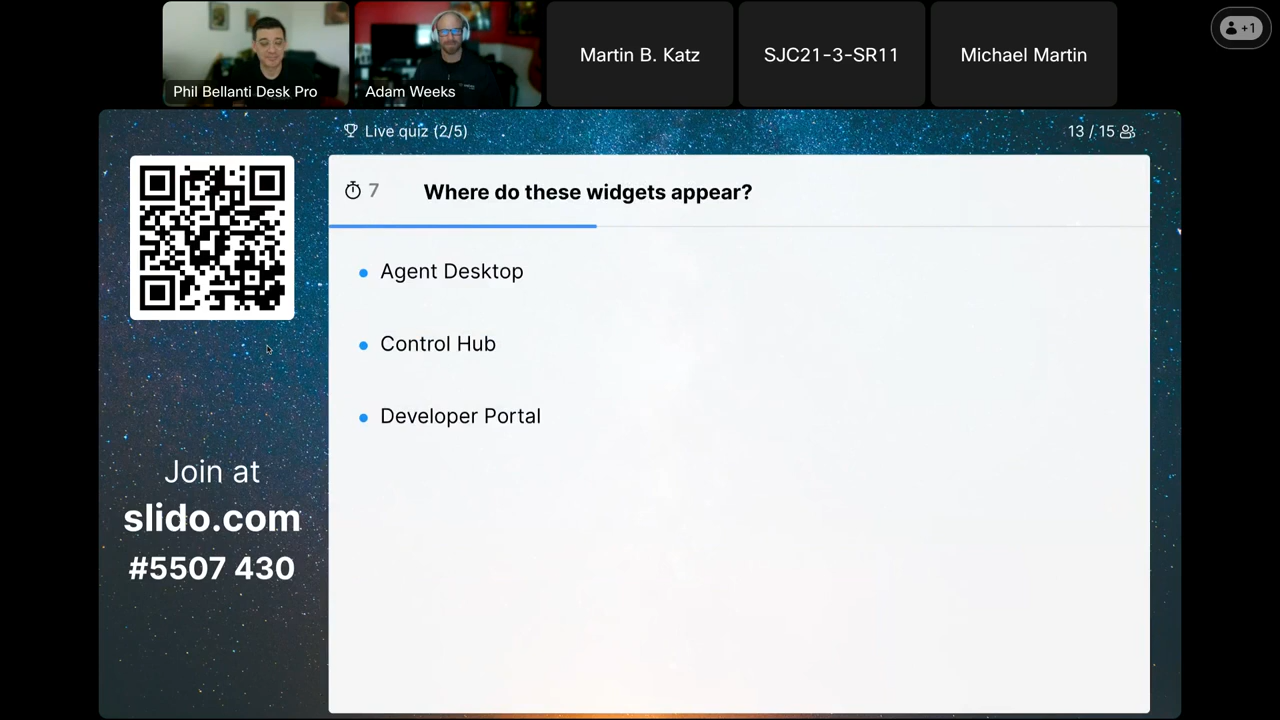 Phil Bellanti Desk Pro
Adam Weeks
Martin B. Katz
SJC21-3-SR11
Michael Martin
+1
Live quiz (2/5)
13 / 15
7
Where do these widgets appear?
Agent Desktop
Control Hub
Developer Portal
Join at
slido.com
#5507 430